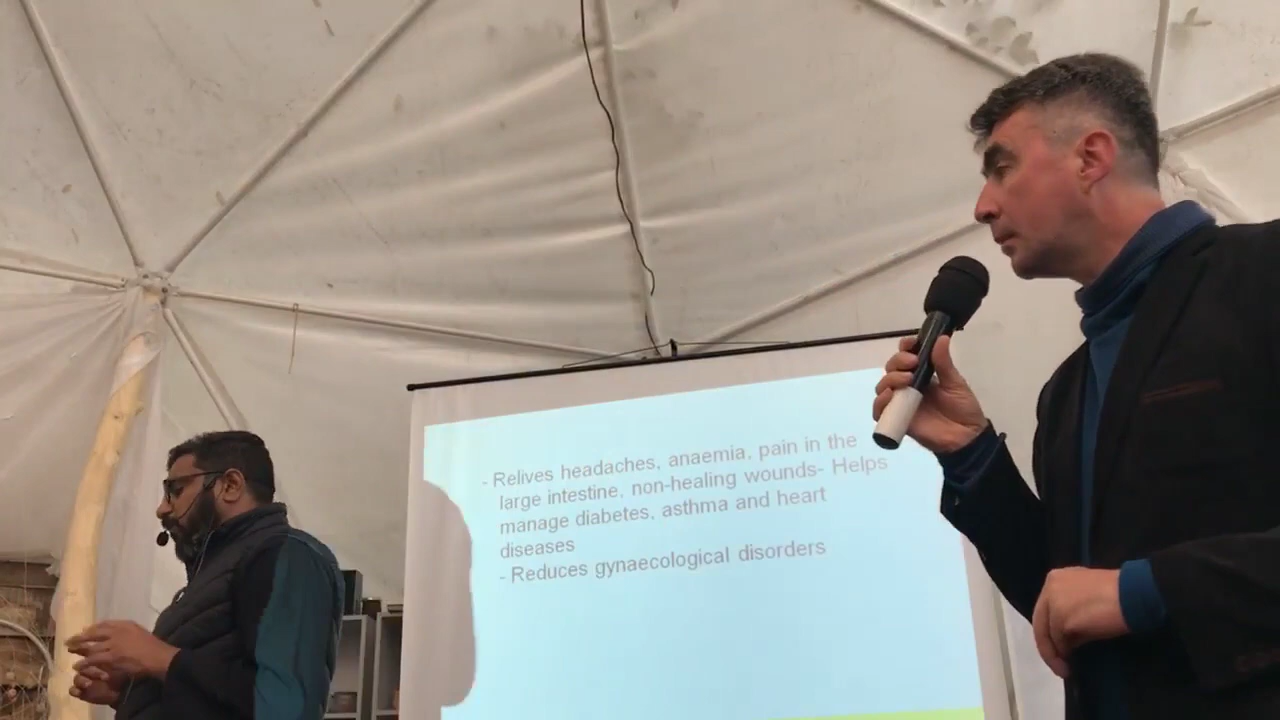 - Relives headaches, anaemia, pain in the
large intestine, non-healing wounds- Helps
manage diabetes, asthma and heart
diseases
- Reduces gynaecological disorders